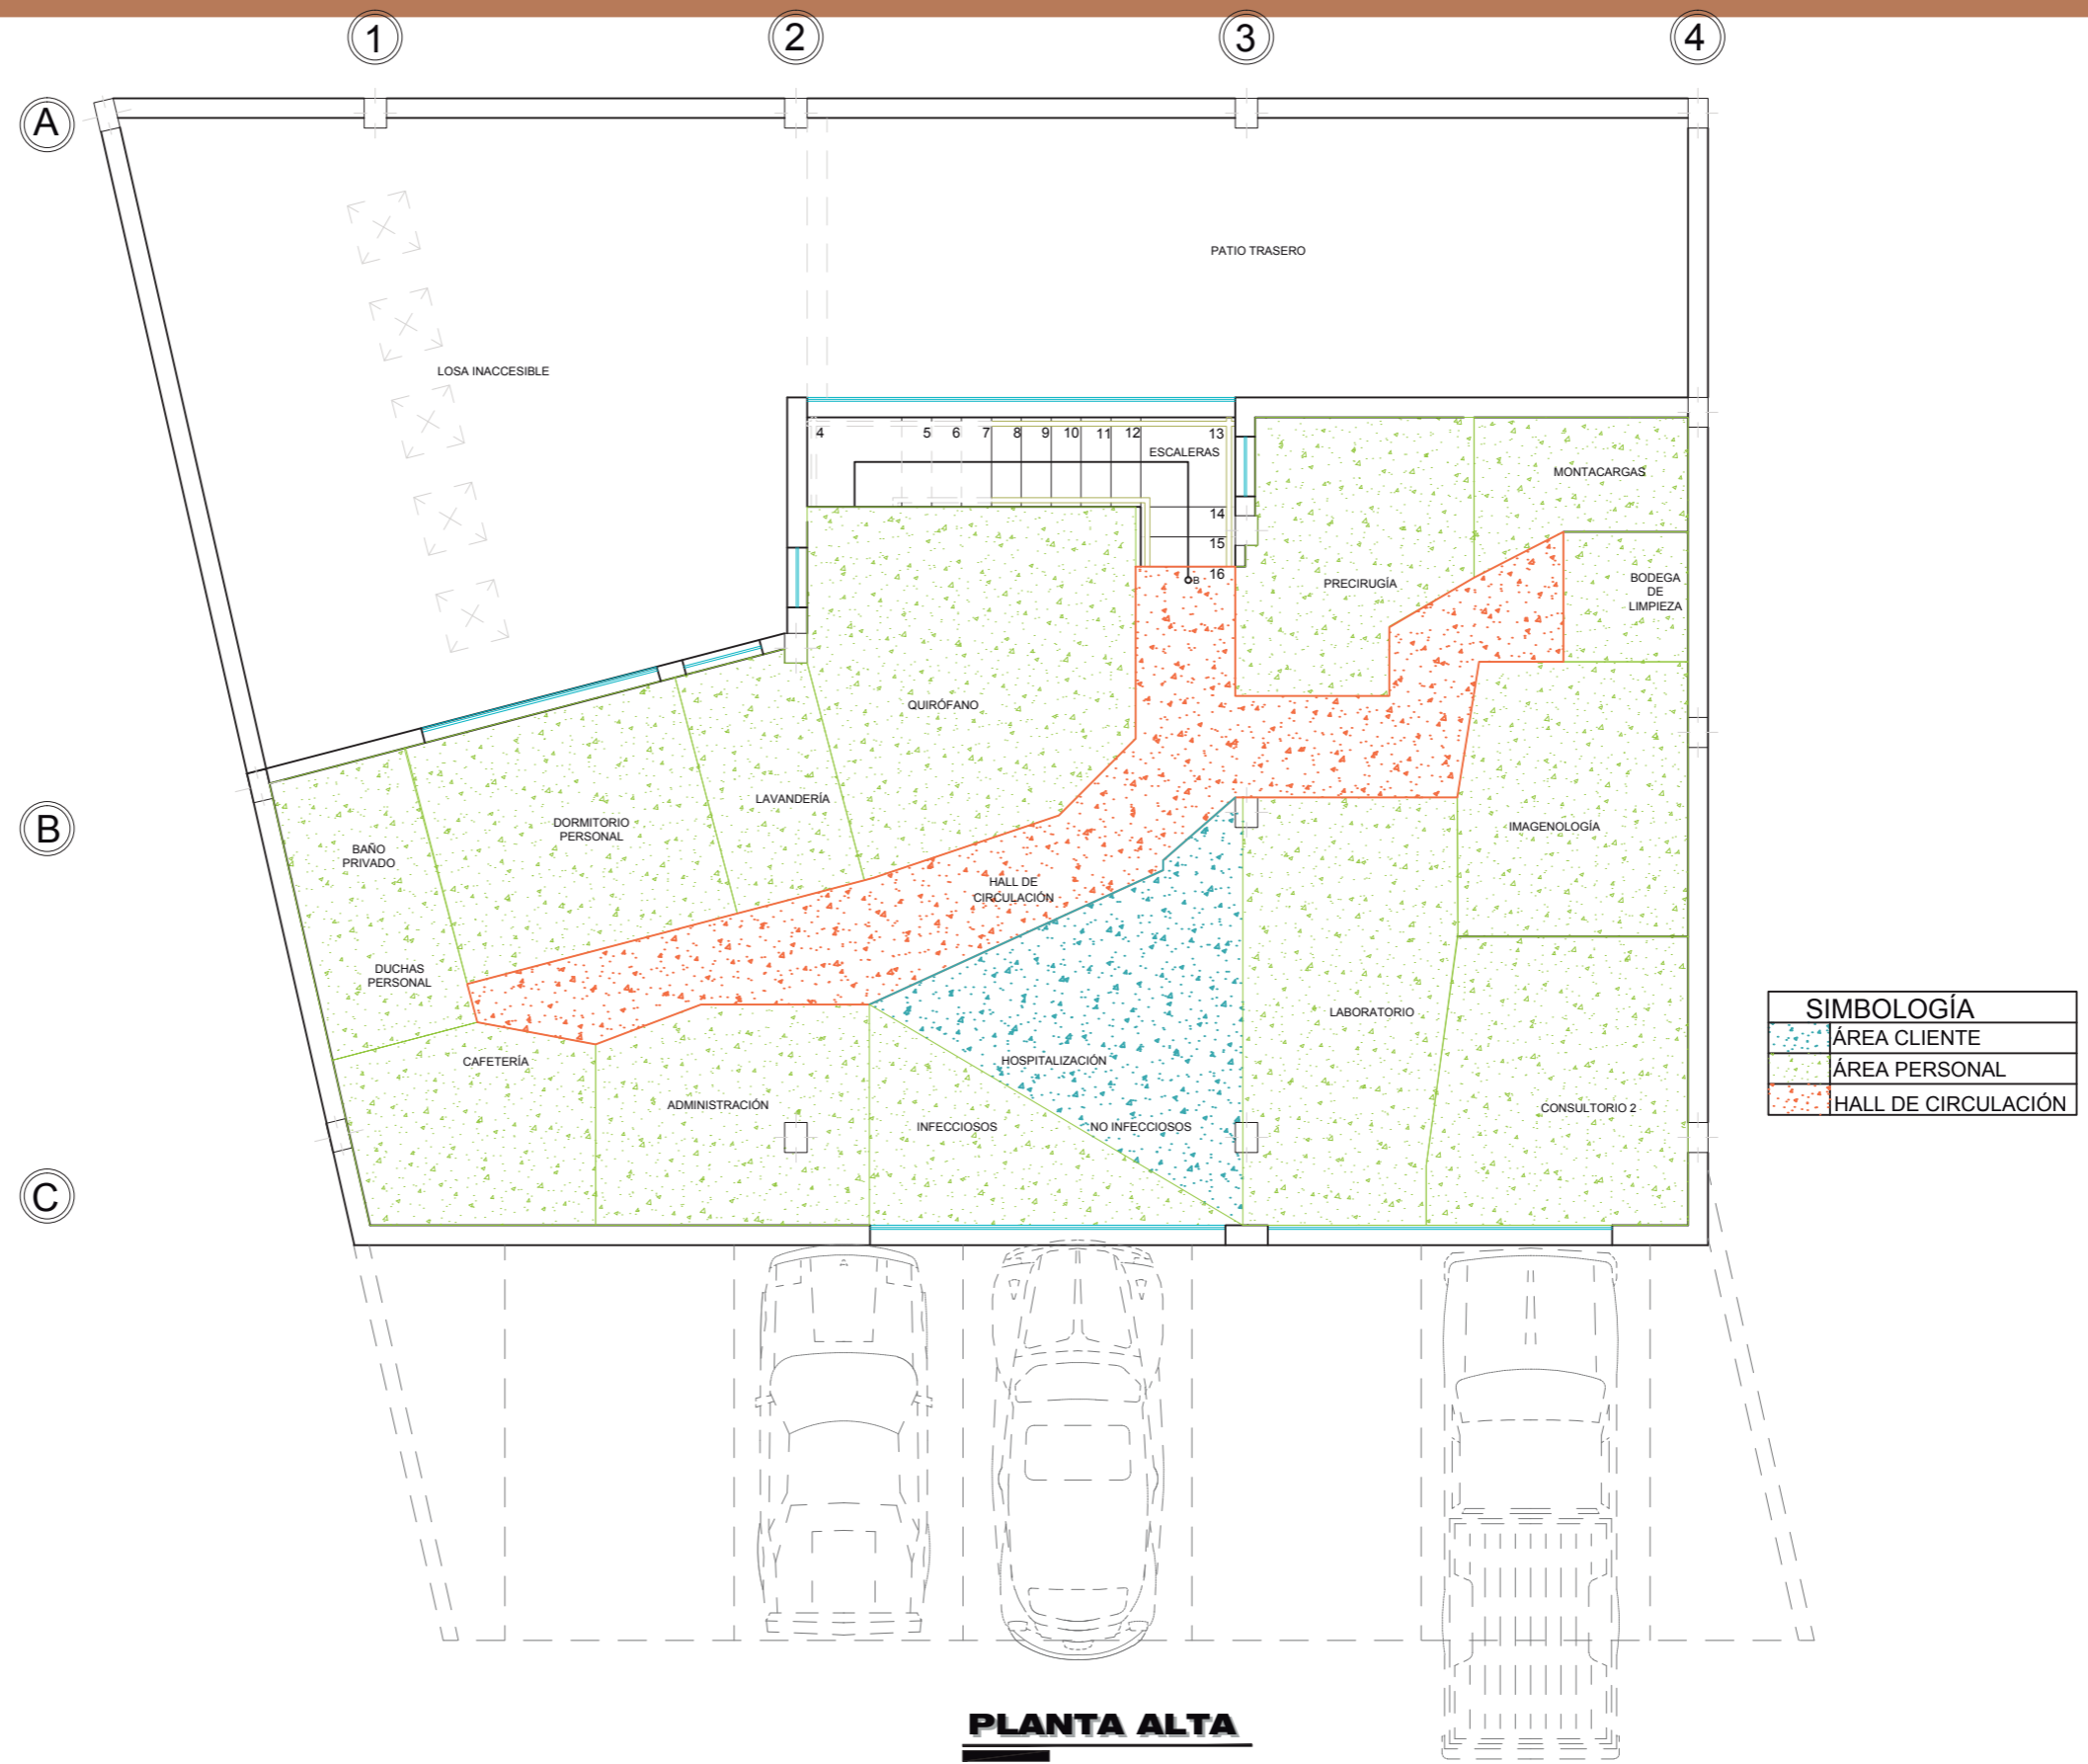 1
2
3
4
A
PATIO TRASERO
LOSA INACCESIBLE
4
5
6
7
8
9
10
11
12
13
ESCALERAS
14
15
16
B
MONTACARGAS
PRECIRUGÍA
BODEGA
DE
LIMPIEZA
QUIRÓFANO
LAVANDERÍA
DORMITORIO
PERSONAL
B
BAÑO
PRIVADO
IMAGENOLOGÍA
HALL DE
CIRCULACIÓN
DUCHAS
PERSONAL
LABORATORIO
CAFETERÍA
HOSPITALIZACIÓN
ADMINISTRACIÓN
INFECCIOSOS
NO INFECCIOSOS
CONSULTORIO 2
C
SIMBOLOGÍA
ÁREA CLIENTE
ÁREA PERSONAL
HALL DE CIRCULACIÓN
PLANTA ALTA